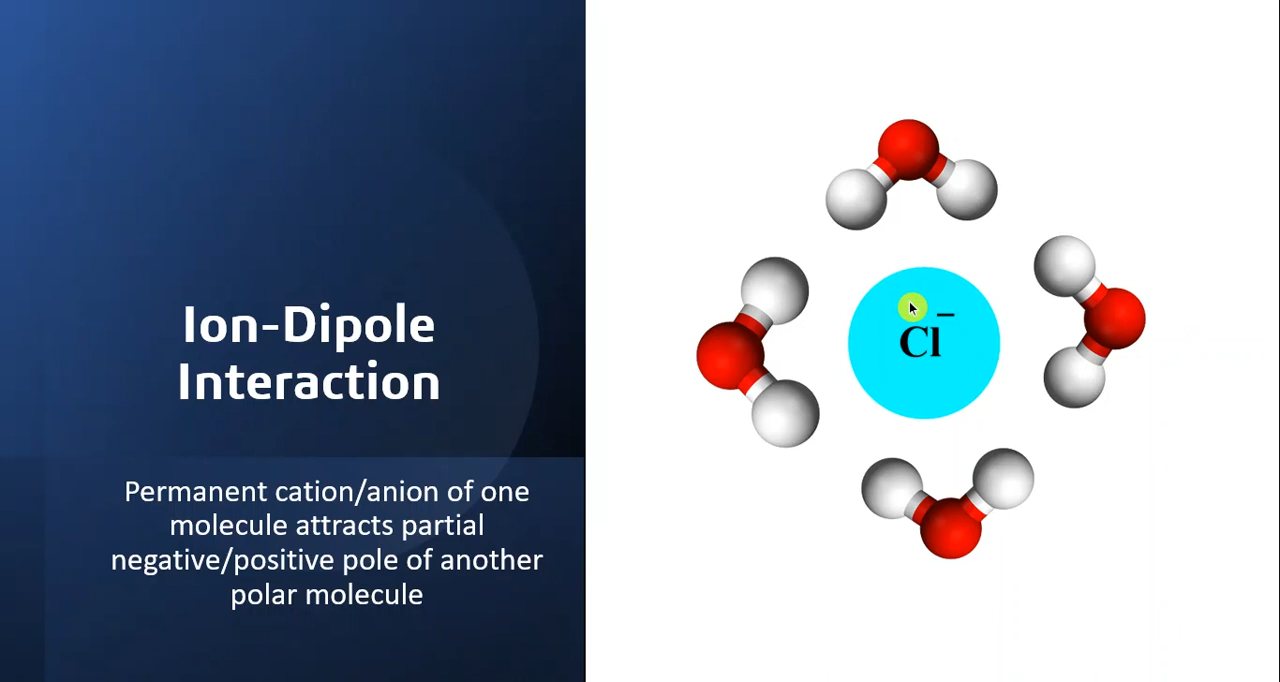 Ion-Dipole
Interaction
Permanent cation/anion of one
molecule attracts partial
negative/positive pole of another
polar molecule
Cl⁻